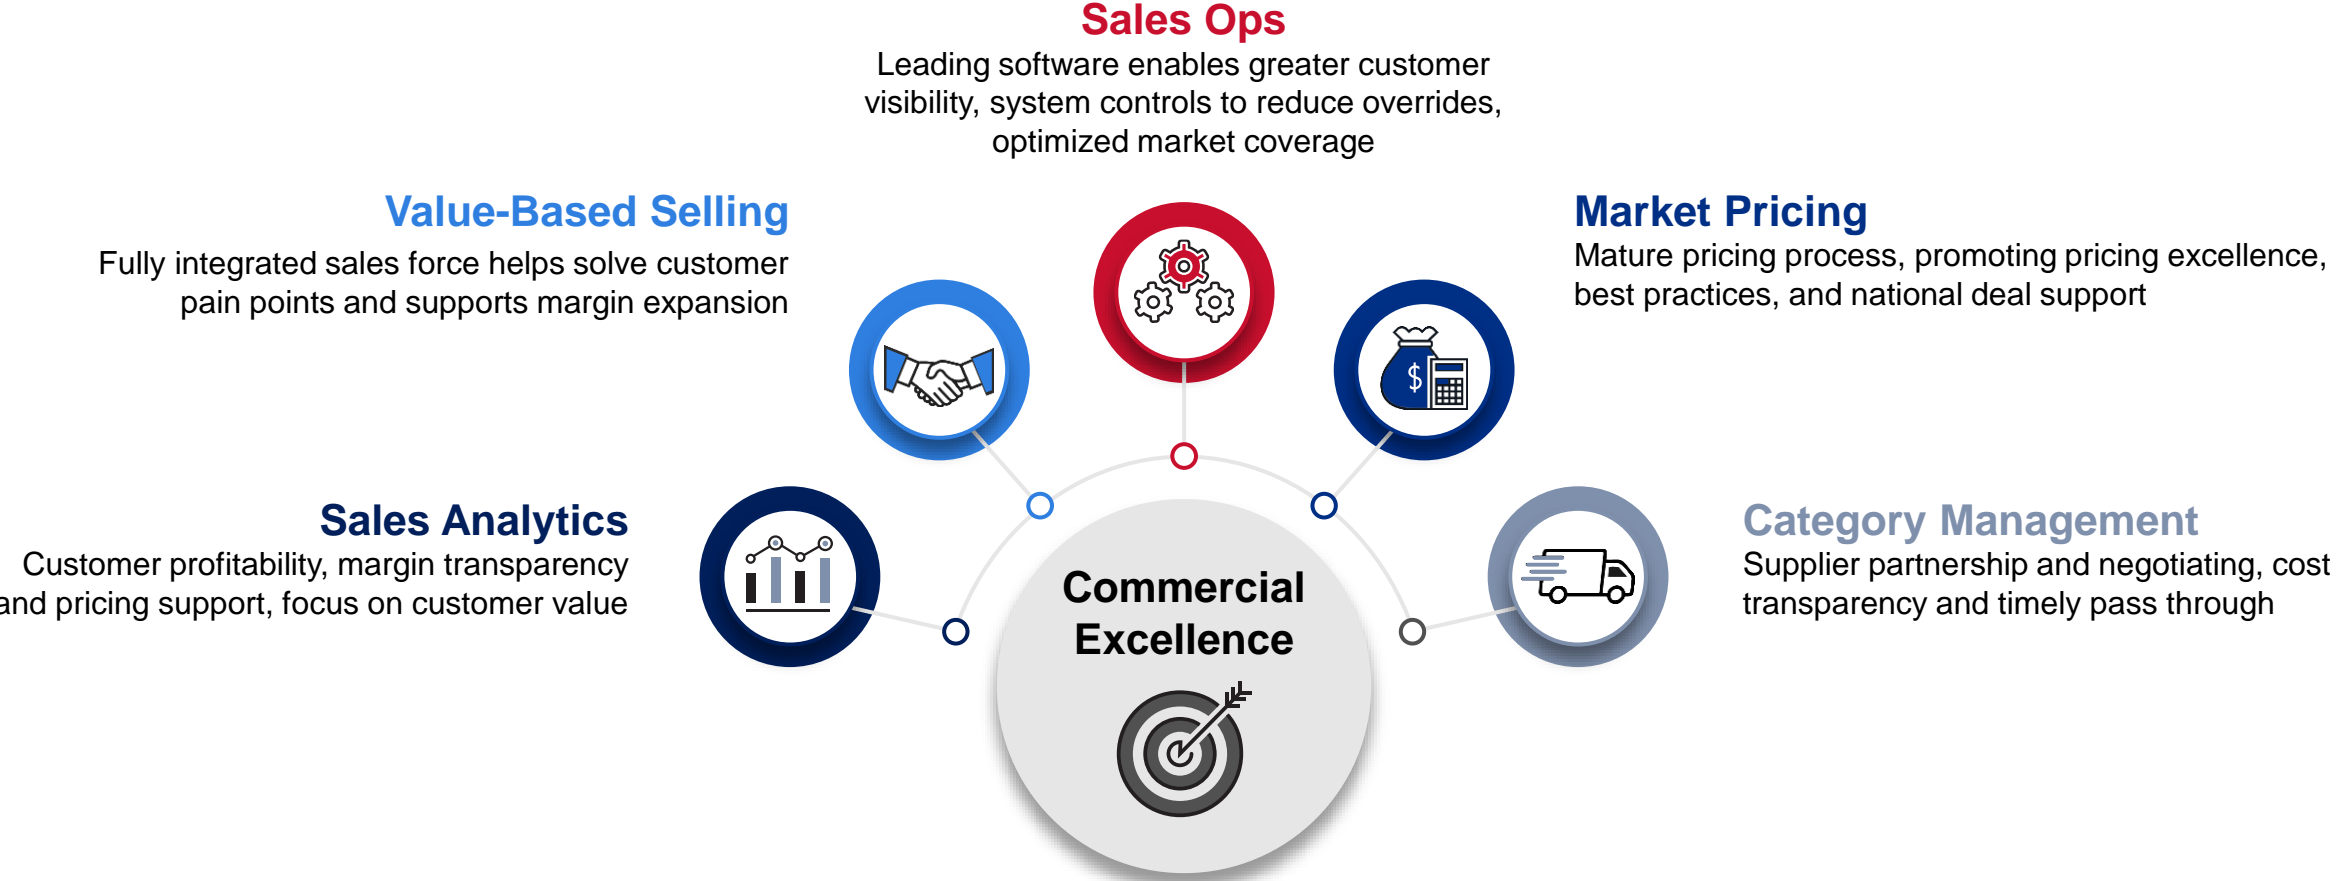 Sales Ops
Leading software enables greater customer
visibility, system controls to reduce overrides,
optimized market coverage
Value-Based Selling
Fully integrated sales force helps solve customer
pain points and supports margin expansion
Market Pricing
Mature pricing process, promoting pricing excellence,
best practices, and national deal support
$
Sales Analytics
Customer profitability, margin transparency
and pricing support, focus on customer value
Category Management
Supplier partnership and negotiating, cost
transparency and timely pass through
Commercial
Excellence